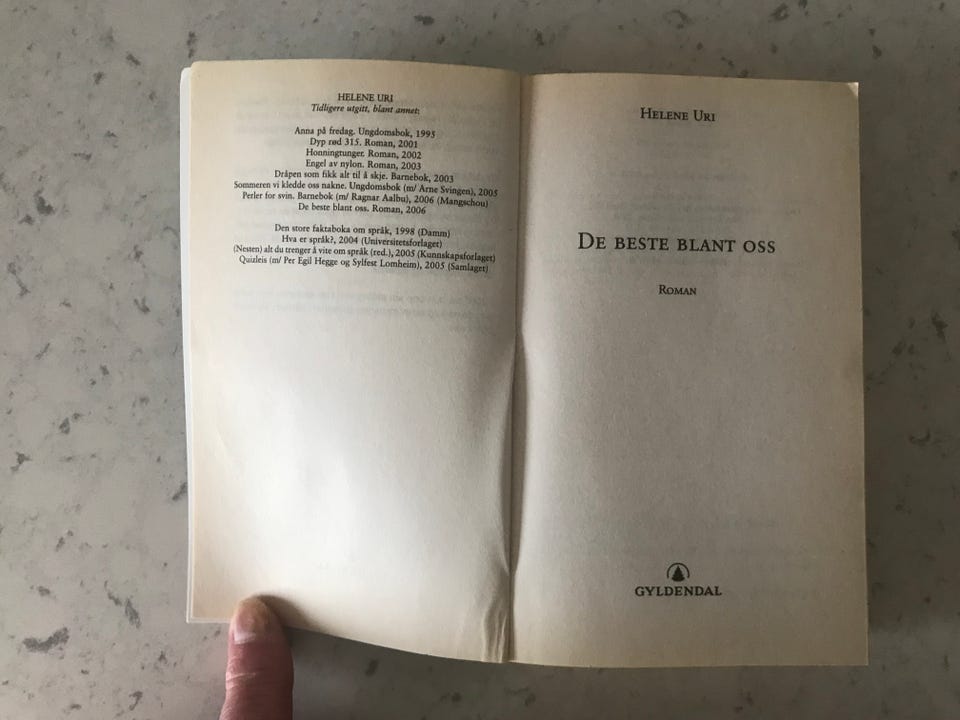 HELENE URI
Tidligere utgitt, blant annet:
Anna på fredag. Ungdomsbok, 1995
Dyp rød 315. Roman, 2001
Honningtunger. Roman, 2002
Engel av nylon. Roman, 2003
Dråpen som fikk alt til å skje. Barnebok, 2003
Sommeren vi kledde oss nakne. Ungdomsbok (m/ Arne Svingen), 2005
Perler for svin. Barnebok (m/ Ragnar Aalbu), 2006 (Mangschou)
De beste blant oss. Roman, 2006
Den store faktaboka om språk, 1998 (Damm)
Hva er språk?, 2004 (Universitetsforlaget)
(Nesten) alt du trenger å vite om språk (red.), 2005 (Kunnskapsforlaget)
Quizleis (m/ Per Egil Hegge og Sylfest Lomheim), 2005 (Samlaget)
HELENE URI
DE BESTE BLANT OSS
ROMAN
GYLDENDAL